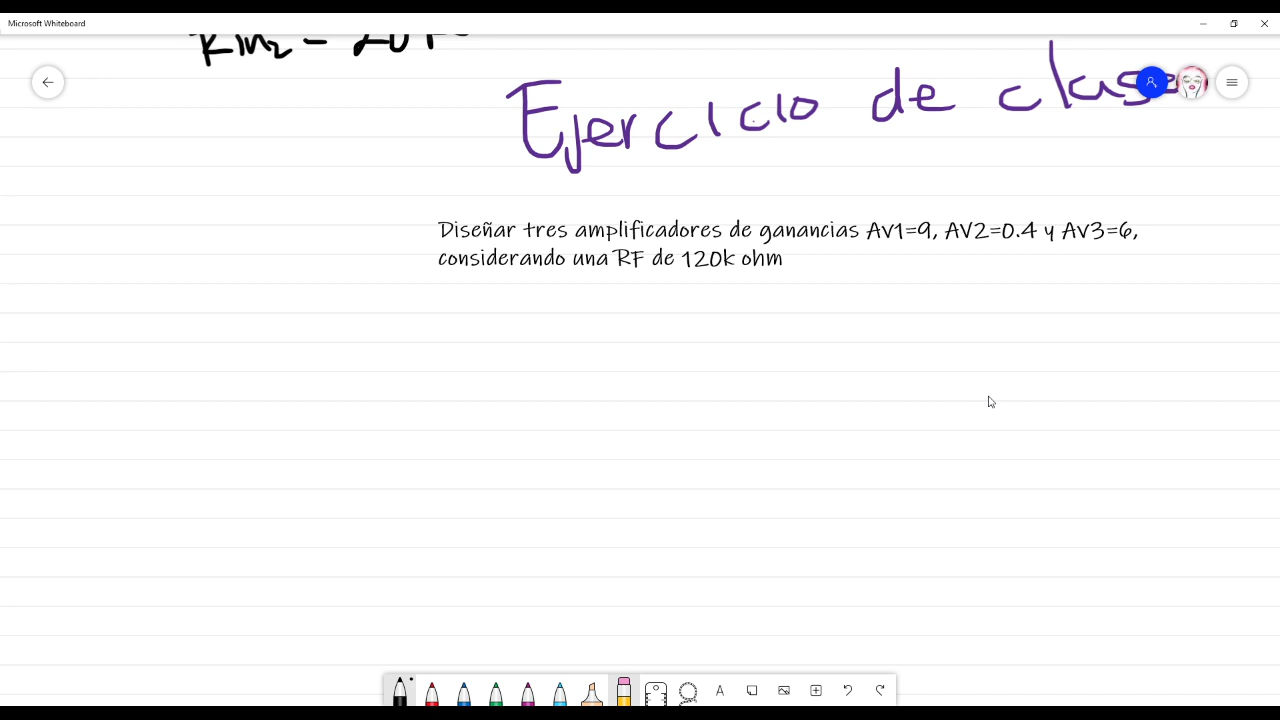 Microsoft Whiteboard
Ejercicio de clase
Diseñar tres amplificadores de ganancias AV1=9, AV2=0.4 y AV3=6,
considerando una RF de 120k ohm